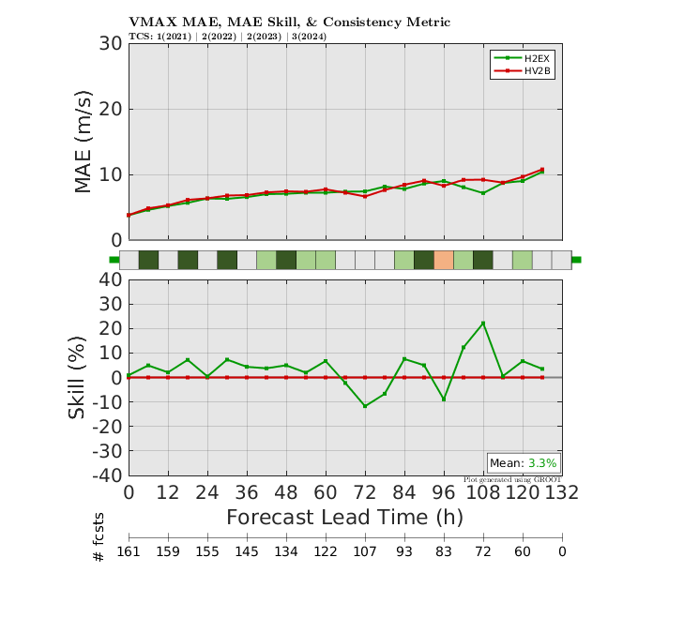 VMAX MAE, MAE Skill, & Consistency Metric
TCS: 1(2021) | 2(2022) | 2(2023) | 3(2024)
30
20
10
0
MAE (m/s)
H2EX
HV2B
40
30
20
10
0
-10
-20
-30
-40
Skill (%)
Mean: 3.3%
Plot generated using GROOT
0 12 24 36 48 60 72 84 96 108 120 132
Forecast Lead Time (h)
# fcsts
161 159 155 145 134 122 107 93 83 72 60 0